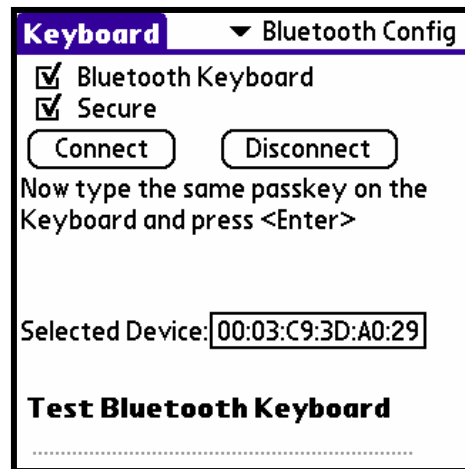 Keyboard ▼ Bluetooth Config
Bluetooth Keyboard
Secure
Connect Disconnect
Now type the same passkey on the
Keyboard and press <Enter>
Selected Device: 00:03:C9:3D:A0:29
Test Bluetooth Keyboard